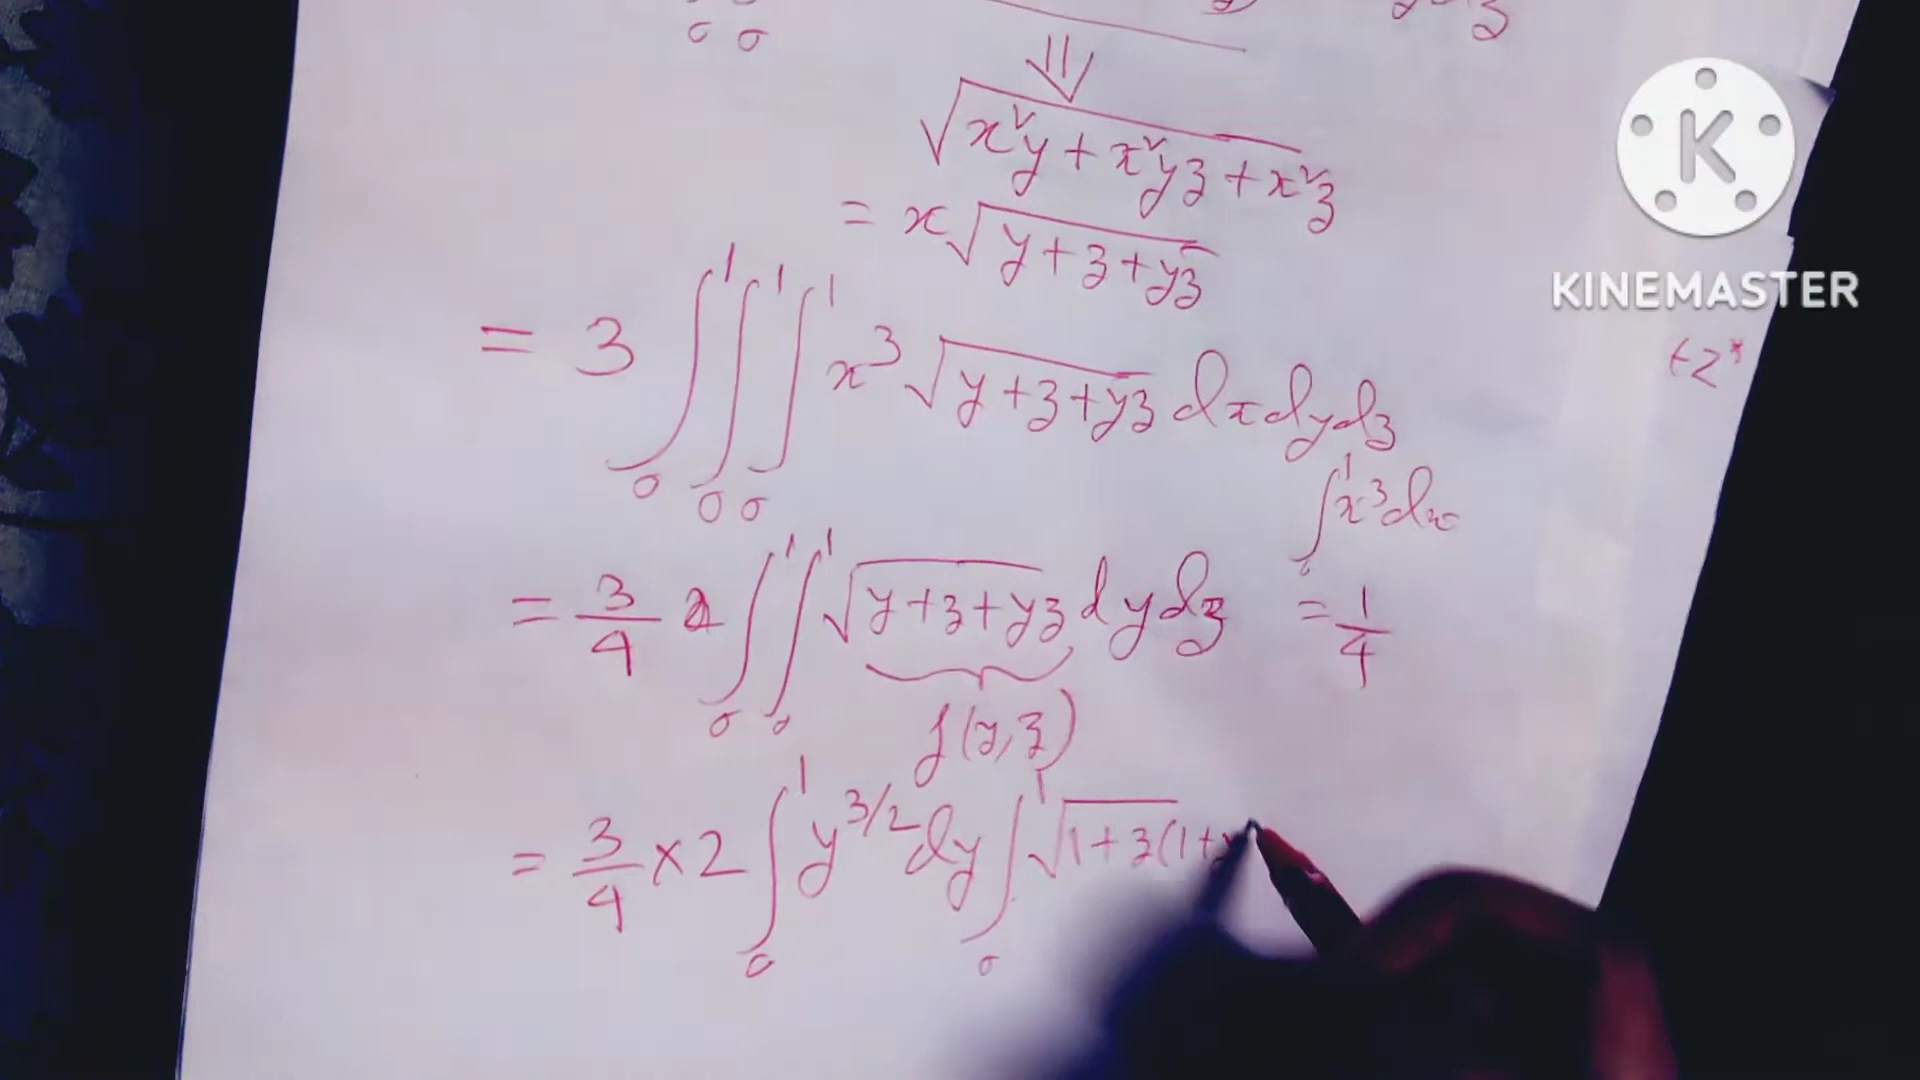 √x²y + x²yz + x²z
= x√y+z+yz
= 3 ∫₀¹ ∫₀¹ ∫₀¹ x³ √y+z+yz dx dy dz
∫₀¹ x³ dx
= 3/4 ∫₀¹ ∫₀¹ √y+z+yz dy dz = 1/4
f(y,z)
= 3/4 × 2 ∫₀¹ y^3/2 dy ∫₀¹ √1+z(1+y
K
KINEMASTER